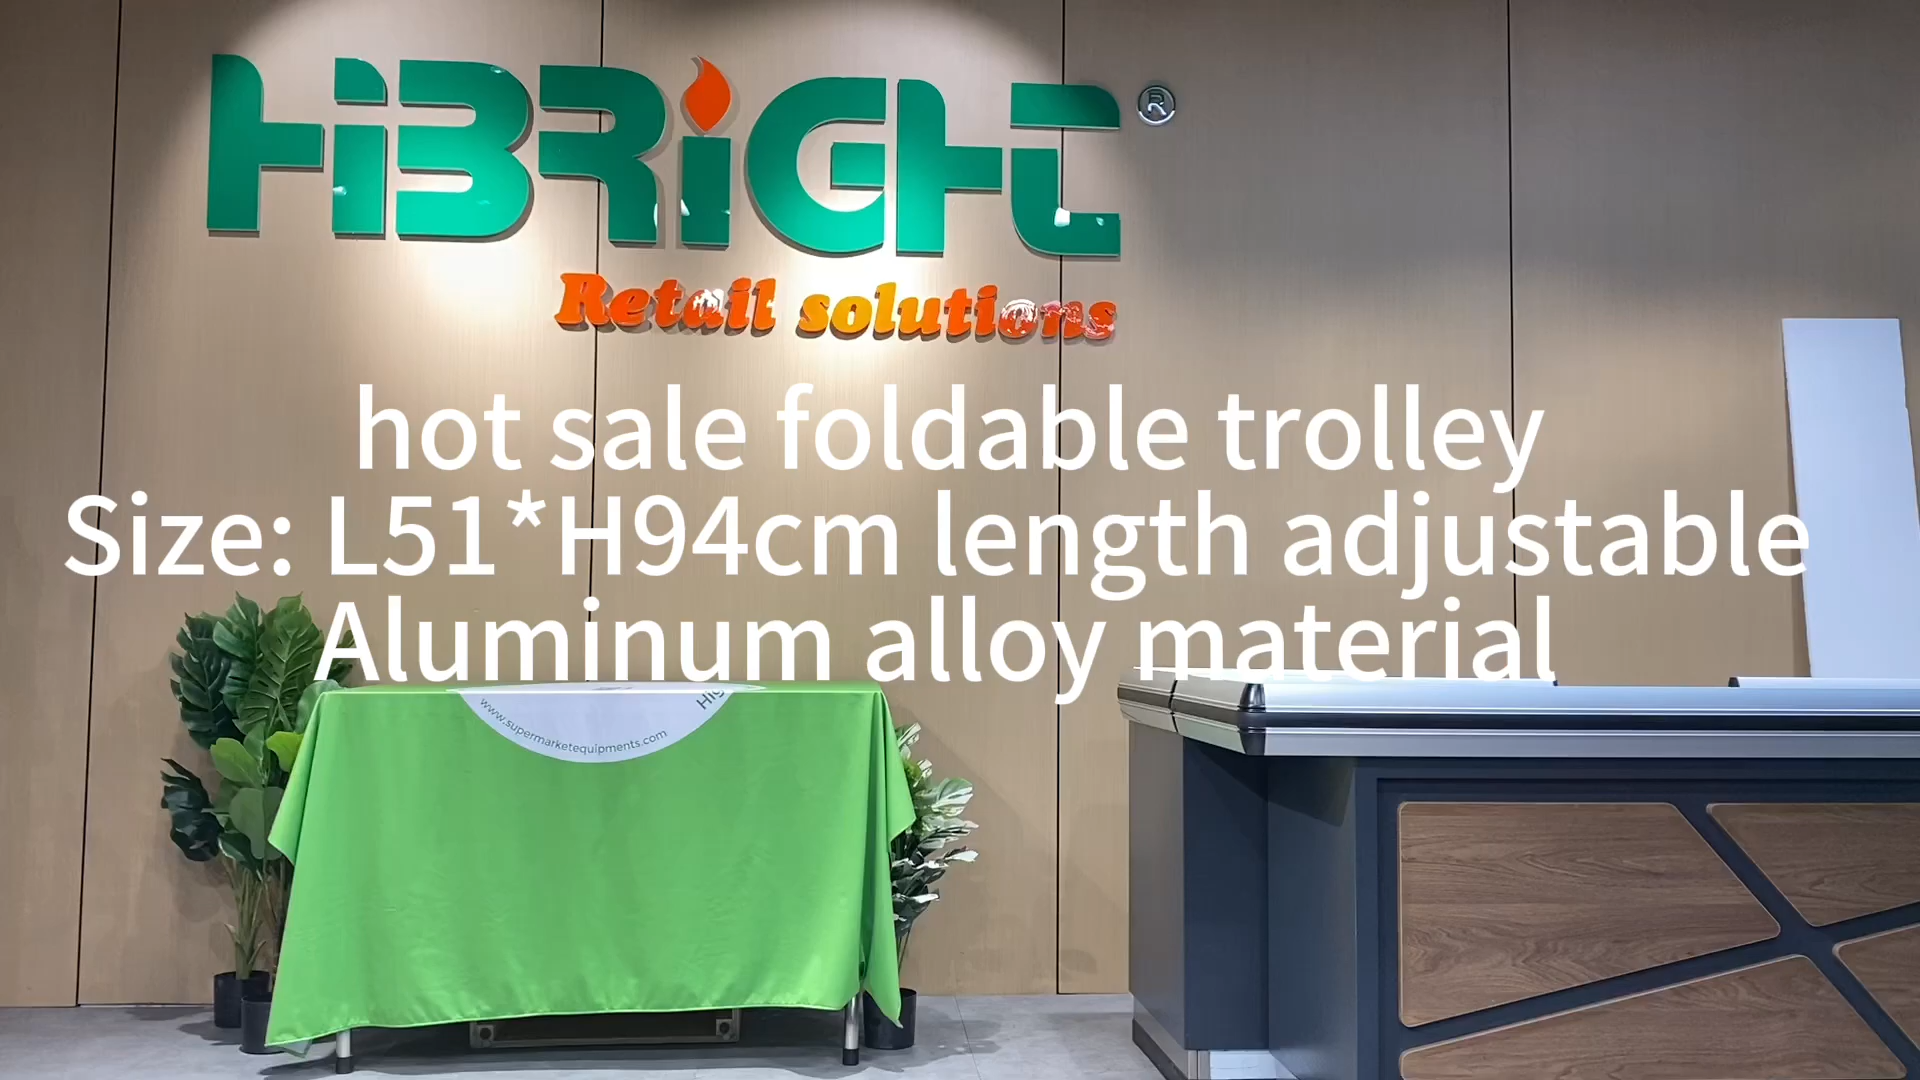 HiBRiGHT®
Retail solutions
hot sale foldable trolley
Size: L51*H94cm length adjustable
Aluminum alloy material
www.supermarketequipments.com